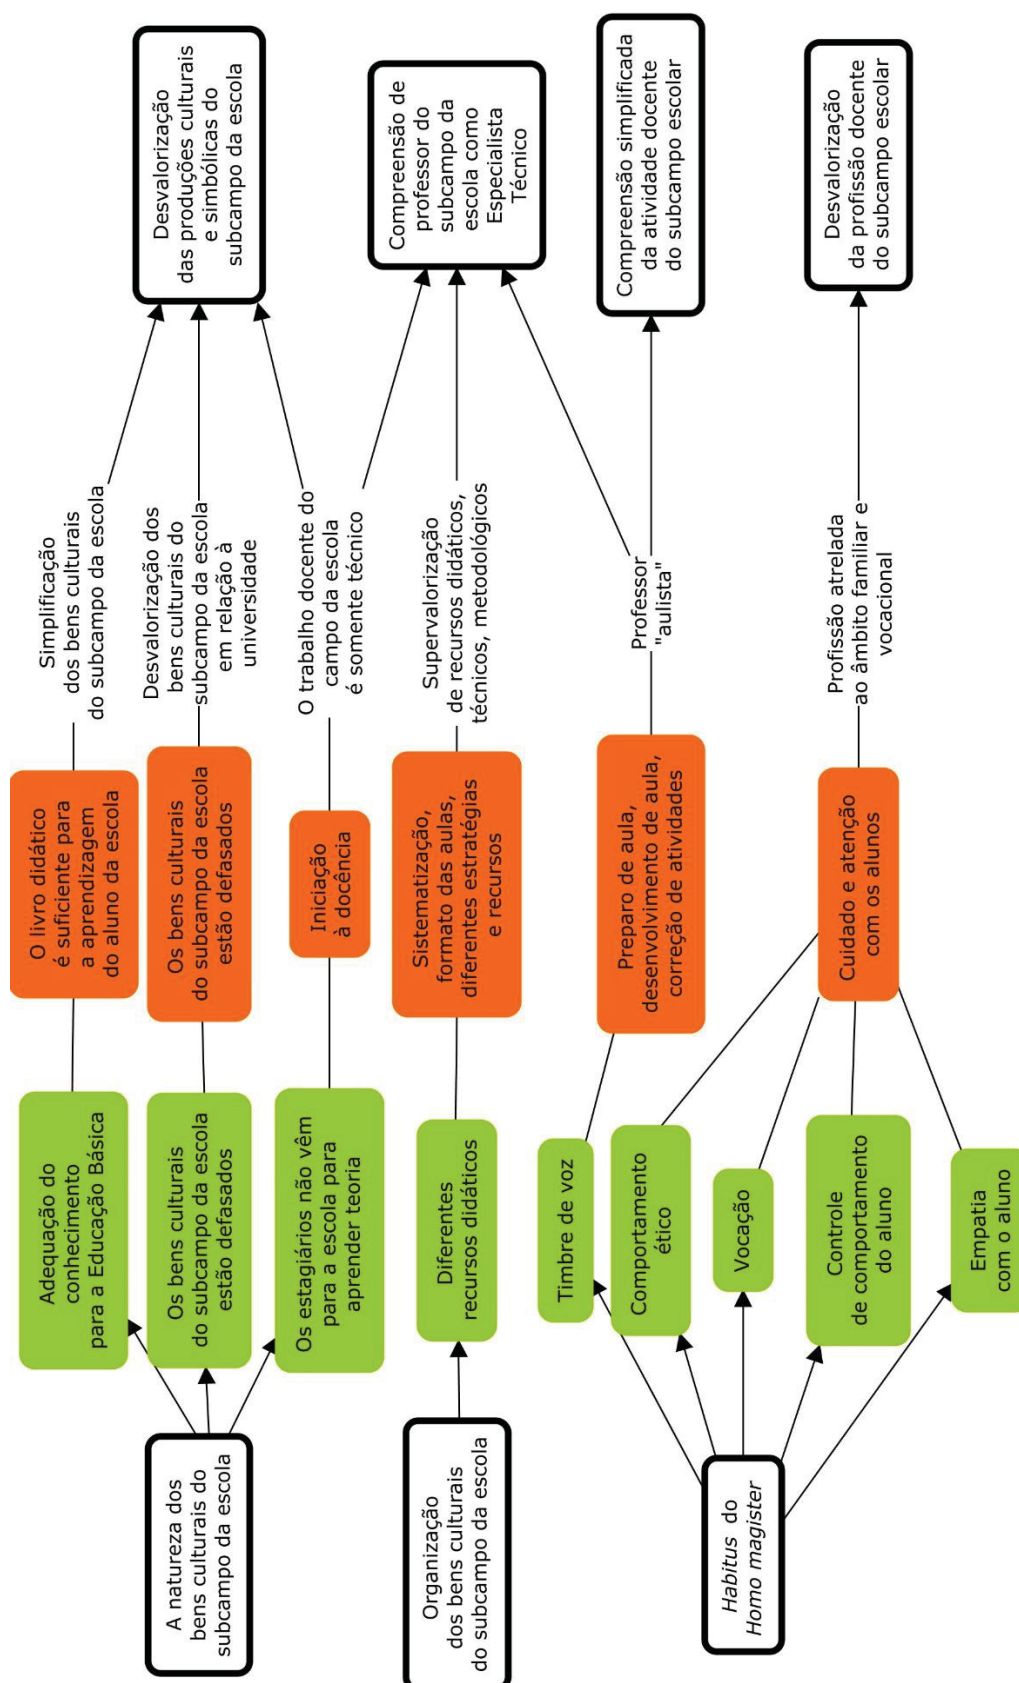 A natureza dos
bens culturais do
subcampo da escola
Organização
dos bens culturais
do subcampo da escola
Habitus do
Homo magister
Adequação do
conhecimento
para a Educação Básica
Os bens culturais
do subcampo da escola
estão defasados
Os estagiários não vêm
para a escola para
aprender teoria
Diferentes
recursos didáticos
Timbre de voz
Comportamento
ético
Vocação
Controle
de comportamento
do aluno
Empatia
com o aluno
O livro didático
é suficiente para
a aprendizagem
do aluno da escola
Os bens culturais
do subcampo da escola
estão defasados
Iniciação
à docência
Sistematização,
formato das aulas,
diferentes estratégias
e recursos
Preparo de aula,
desenvolvimento de aula,
correção de atividades
Cuidado e atenção
com os alunos
Simplificação
dos bens culturais
do subcampo da escola
Desvalorização dos
bens culturais do
subcampo da escola
em relação à
universidade
O trabalho docente do
campo da escola
é somente técnico
Supervalorização
de recursos didáticos,
técnicos, metodológicos
Professor
"aulista"
Profissão atrelada
ao âmbito familiar e
vocacional
Desvalorização
das produções culturais
e simbólicas do
subcampo da escola
Compreensão de
professor do
subcampo da
escola como
Especialista
Técnico
Compreensão simplificada
da atividade docente
do subcampo escolar
Desvalorização
da profissão docente
do subcampo escolar